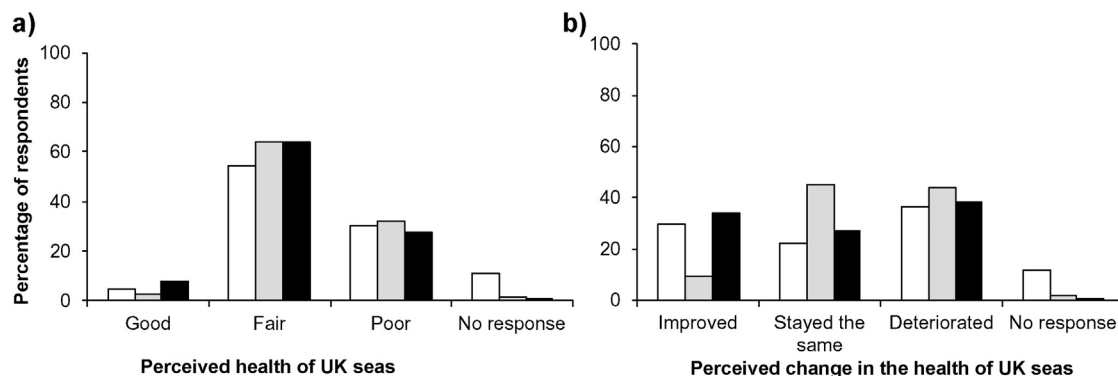 a)
100
80
60
40
20
0
Percentage of respondents
Good Fair Poor No response
Perceived health of UK seas
b)
100
80
60
40
20
0
Improved Stayed the same Deteriorated No response
Perceived change in the health of UK seas